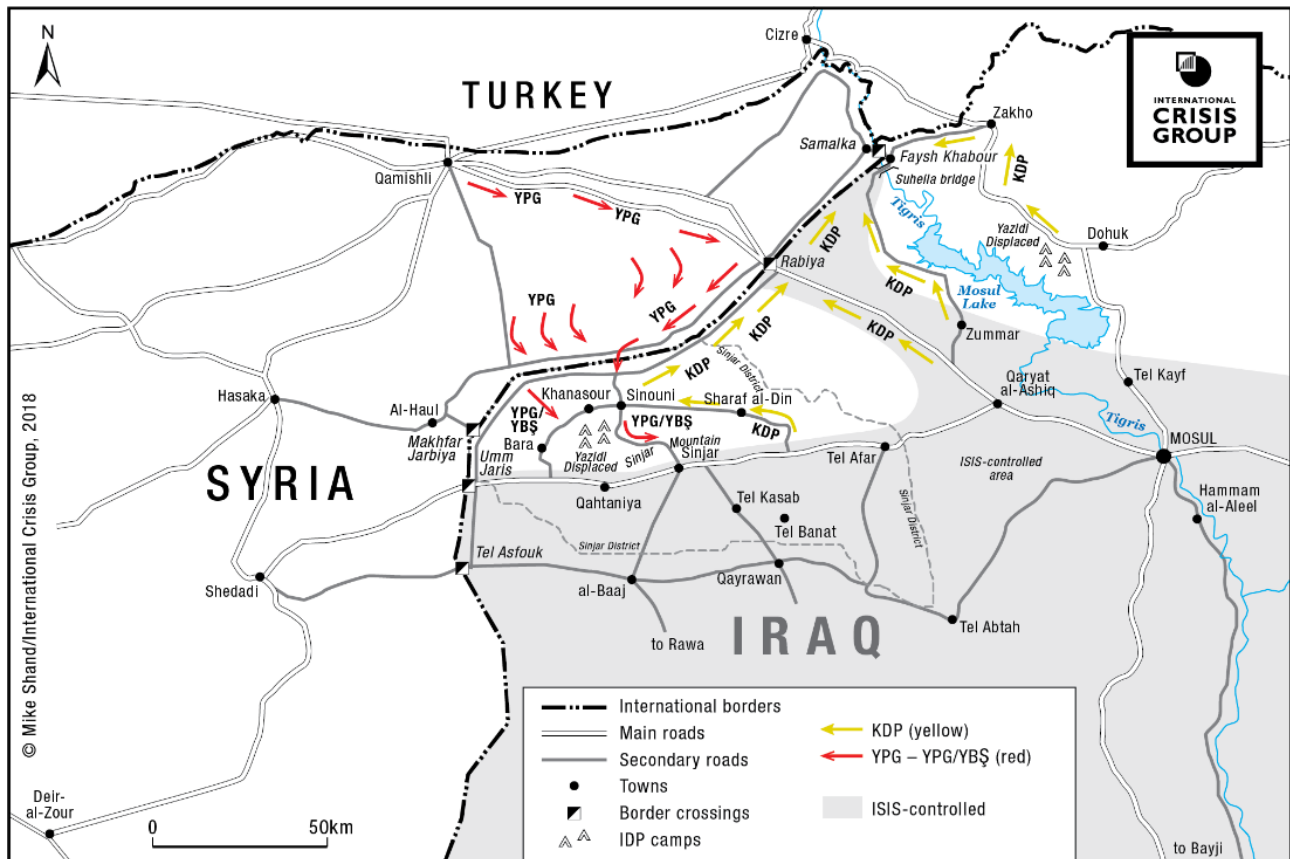 N
Cizre
TURKEY
INTERNATIONAL
CRISIS
GROUP
Zakho
Samalka
Faysh Khabour
Suheila bridge
KDP
Qamishli
YPG
YPG
Tigris
Yazidi
Displaced
Dohuk
KDP
Rabiya
Mosul
Lake
KDP
YPG
YPG
KDP
KDP
Zummar
Sinjar District
KDP
Qaryat
al-Ashiq
Tel Kayf
Hasaka
Al-Haul
Khanasour
Sinouni
Sharaf al-Din
Makhfar
Jarbiya
YPG/
YBŞ
Bara
YPG/YBŞ
KDP
Tigris
MOSUL
Umm
Jaris
Yazidi
Displaced
Sinjar
Mountain
Sinjar
Tel Afar
ISIS-controlled
area
SYRIA
Qahtaniya
Tel Kasab
Tel Banat
Sinjar District
Hammam
al-Aleel
Sinjar District
Tel Asfouk
Shedadi
al-Baaj
Qayrawan
Tel Abtah
to Rawa
IRAQ
© Mike Shand/International Crisis Group, 2018
Deir-
al-Zour
0 50km
International borders
Main roads
Secondary roads
Towns
Border crossings
IDP camps
KDP (yellow)
YPG – YPG/YBŞ (red)
ISIS-controlled
to Bayji